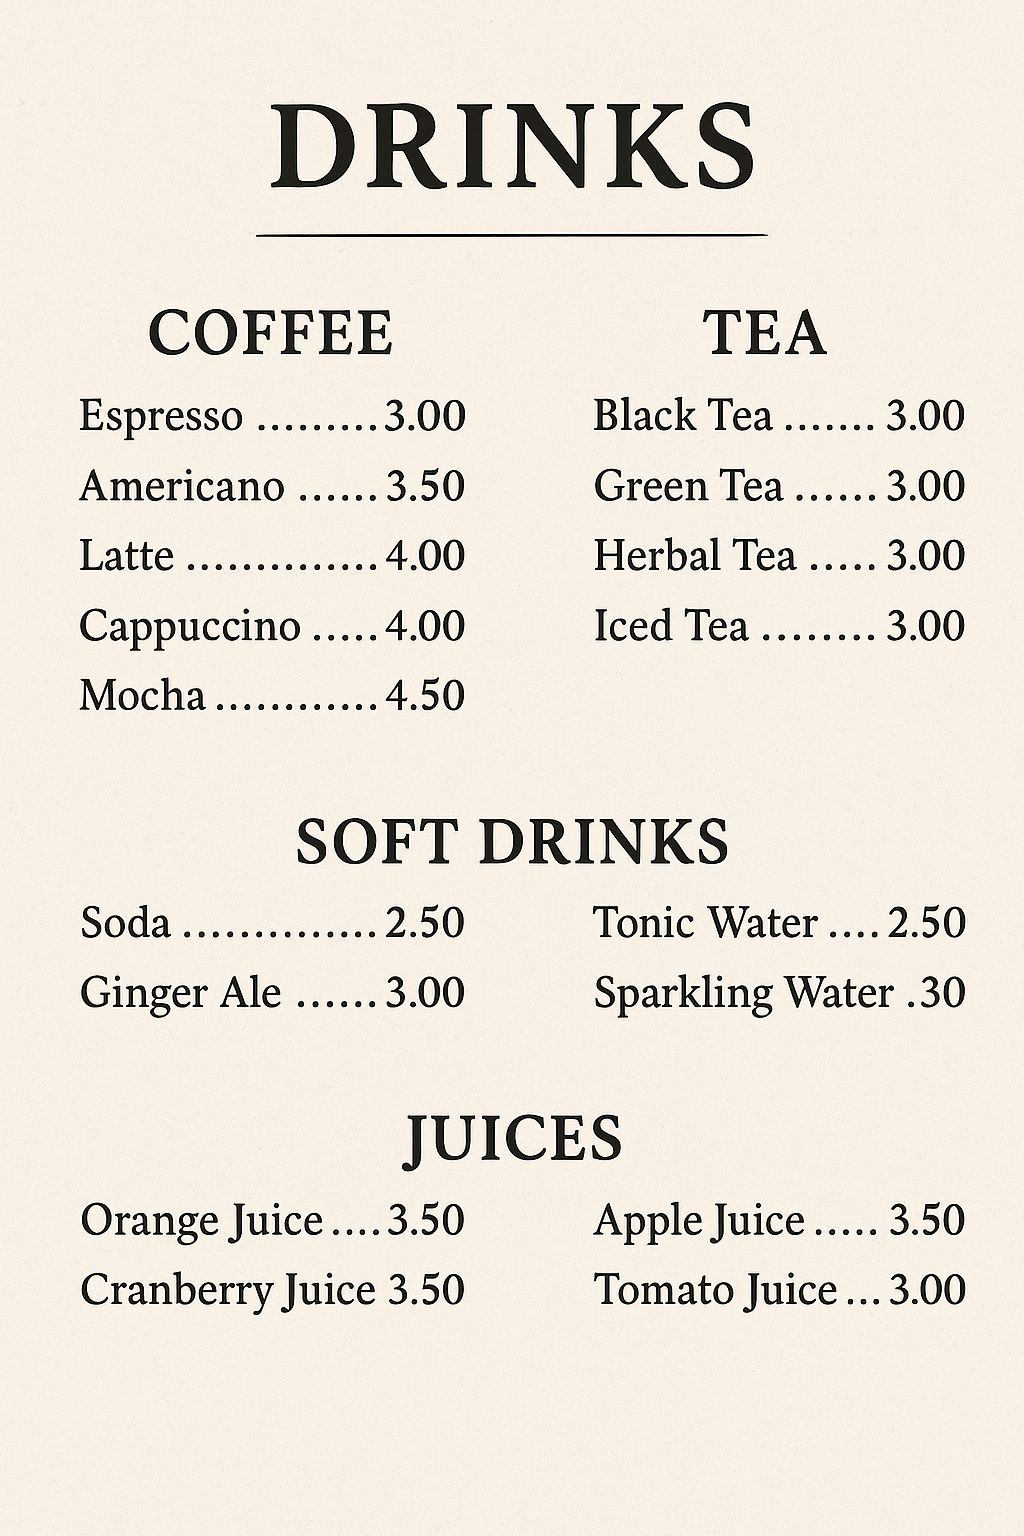 DRINKS
COFFEE
Espresso .........3.00
Americano ......3.50
Latte ..............4.00
Cappuccino .....4.00
Mocha ............4.50
TEA
Black Tea ....... 3.00
Green Tea ...... 3.00
Herbal Tea ..... 3.00
Iced Tea ........ 3.00
SOFT DRINKS
Soda ..............2.50
Ginger Ale ......3.00
Tonic Water ....2.50
Sparkling Water .30
JUICES
Orange Juice ....3.50
Cranberry Juice 3.50
Apple Juice ..... 3.50
Tomato Juice ...3.00